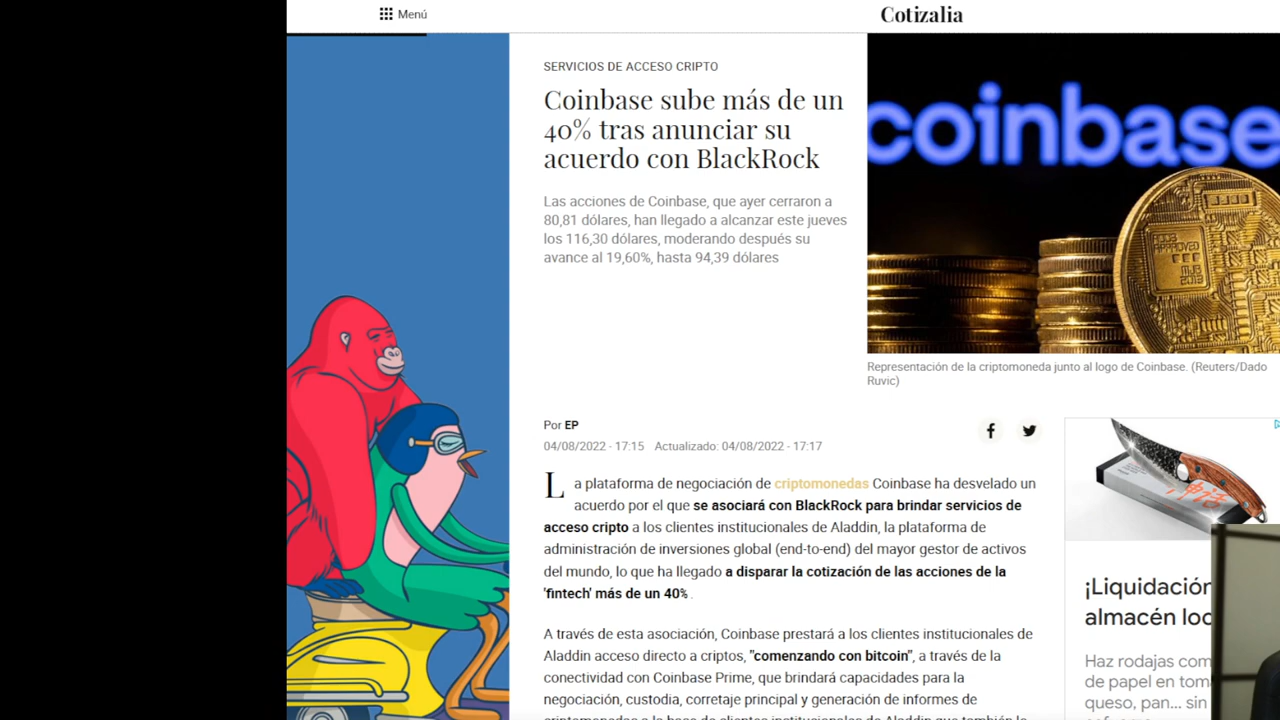 Menú
Cotizalia
SERVICIOS DE ACCESO CRIPTO
Coinbase sube más de un
40% tras anunciar su
acuerdo con BlackRock
Las acciones de Coinbase, que ayer cerraron a
80,81 dólares, han llegado a alcanzar este jueves
los 116,30 dólares, moderando después su
avance al 19,60%, hasta 94,39 dólares
coinbase
Representación de la criptomoneda junto al logo de Coinbase. (Reuters/Dado
Ruvic)
Por EP
04/08/2022 - 17:15 Actualizado: 04/08/2022 - 17:17
La plataforma de negociación de criptomonedas Coinbase ha desvelado un
acuerdo por el que se asociará con BlackRock para brindar servicios de
acceso cripto a los clientes institucionales de Aladdin, la plataforma de
administración de inversiones global (end-to-end) del mayor gestor de activos
del mundo, lo que ha llegado a disparar la cotización de las acciones de la
'fintech' más de un 40% .
A través de esta asociación, Coinbase prestará a los clientes institucionales de
Aladdin acceso directo a criptos, "comenzando con bitcoin", a través de la
conectividad con Coinbase Prime, que brindará capacidades para la
negociación, custodia, corretaje principal y generación de informes de
¡Liquidación
almacén loc
Haz rodajas com
de papel en tom
queso, pan... sin